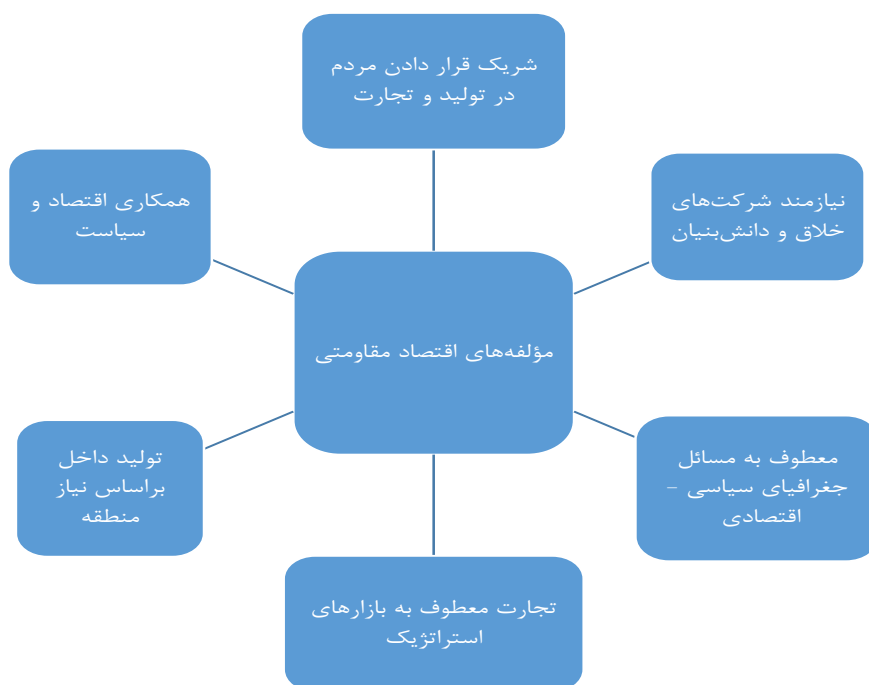 شریک قرار دادن مردم
در تولید و تجارت
نیازمند شرکت‌های
خلاق و دانش‌بنیان
همکاری اقتصاد و
سیاست
مؤلفه‌های اقتصاد مقاومتی
معطوف به مسائل
جغرافیای سیاسی –
اقتصادی
تولید داخل
براساس نیاز
منطقه
تجارت معطوف به بازارهای
استراتژیک